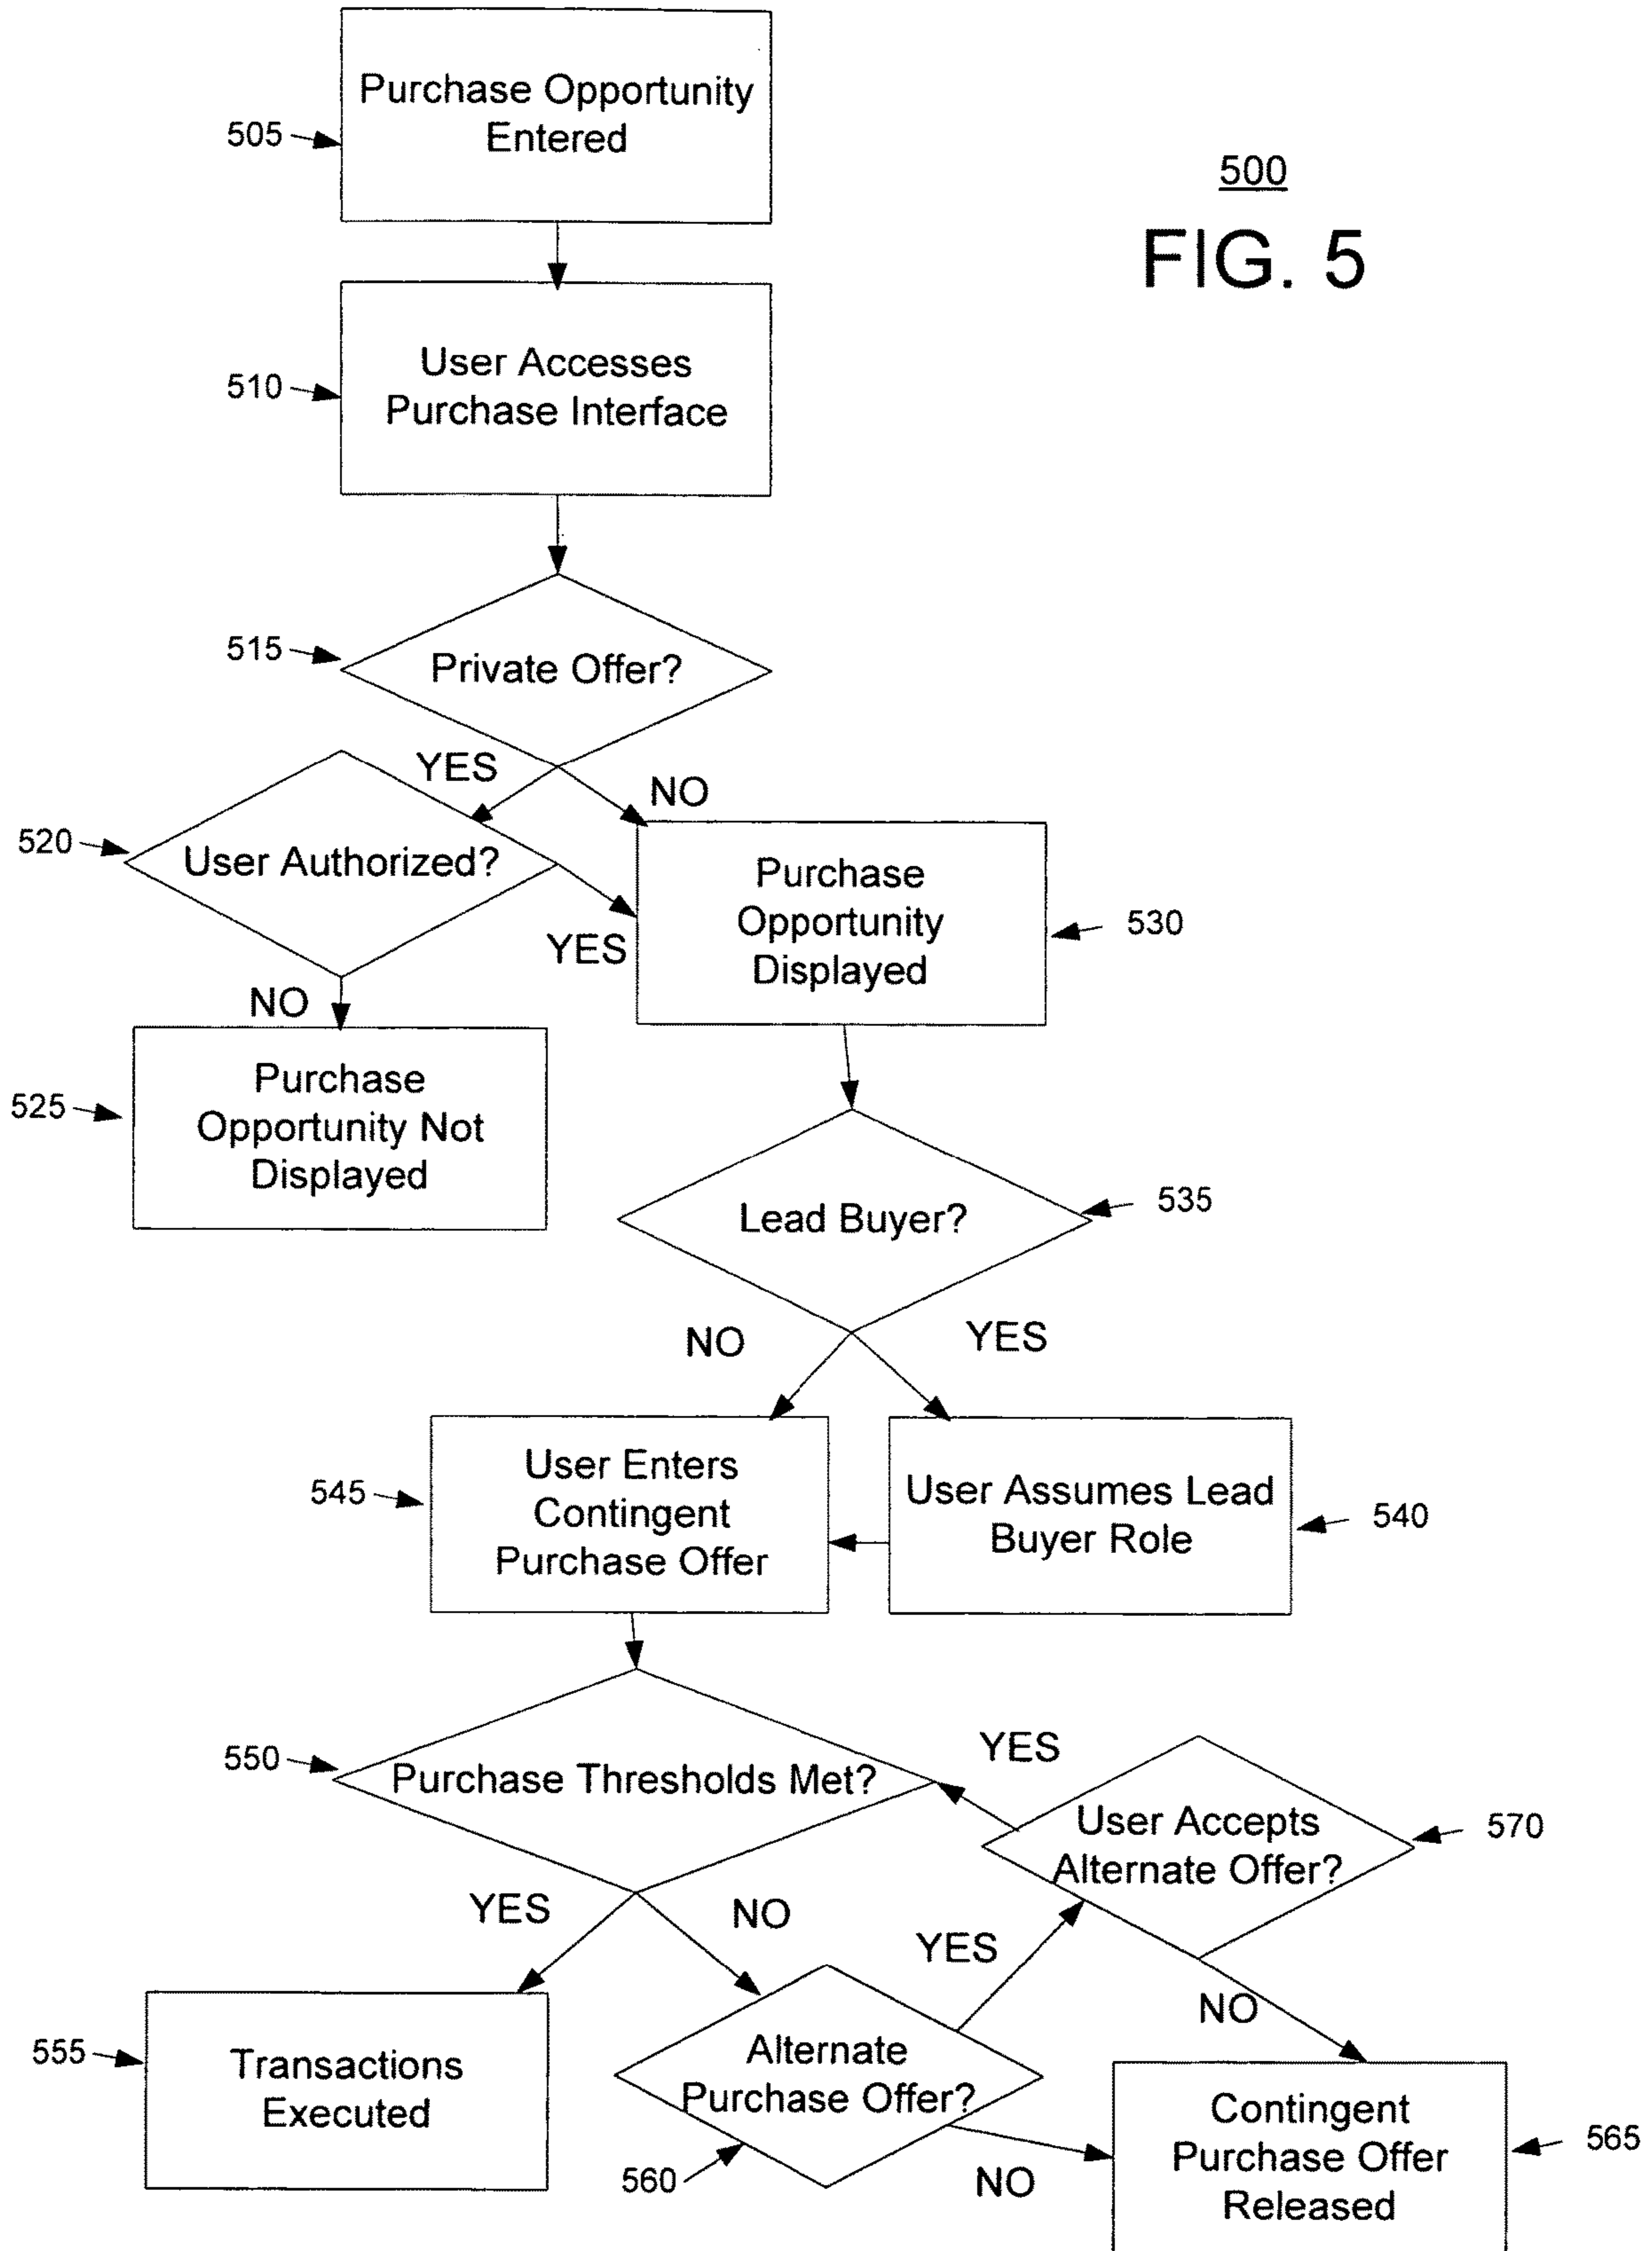 Purchase Opportunity
Entered
505
500
FIG. 5
User Accesses
Purchase Interface
510
515
Private Offer?
YES
NO
520
User Authorized?
YES
Purchase
Opportunity
Displayed
530
NO
525
Purchase
Opportunity Not
Displayed
Lead Buyer?
535
NO
YES
545
User Enters
Contingent
Purchase Offer
User Assumes Lead
Buyer Role
540
550
Purchase Thresholds Met?
YES
User Accepts
Alternate Offer?
570
YES
NO
YES
NO
555
Transactions
Executed
Alternate
Purchase Offer?
560
NO
Contingent
Purchase Offer
Released
565